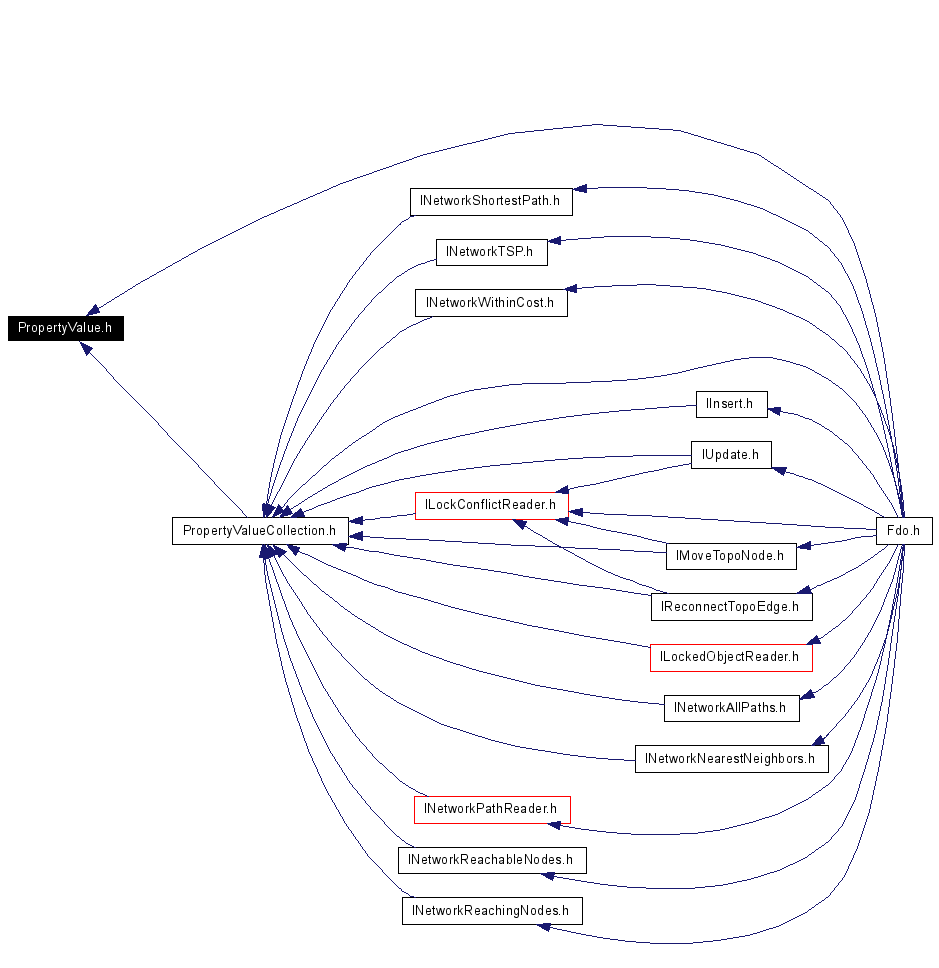 INetworkShortestPath.h
INetworkTSP.h
INetworkWithinCost.h
PropertyValue.h
IInsert.h
IUpdate.h
ILockConflictReader.h
PropertyValueCollection.h
Fdo.h
IMoveTopoNode.h
IReconnectTopoEdge.h
ILockedObjectReader.h
INetworkAllPaths.h
INetworkNearestNeighbors.h
INetworkPathReader.h
INetworkReachableNodes.h
INetworkReachingNodes.h